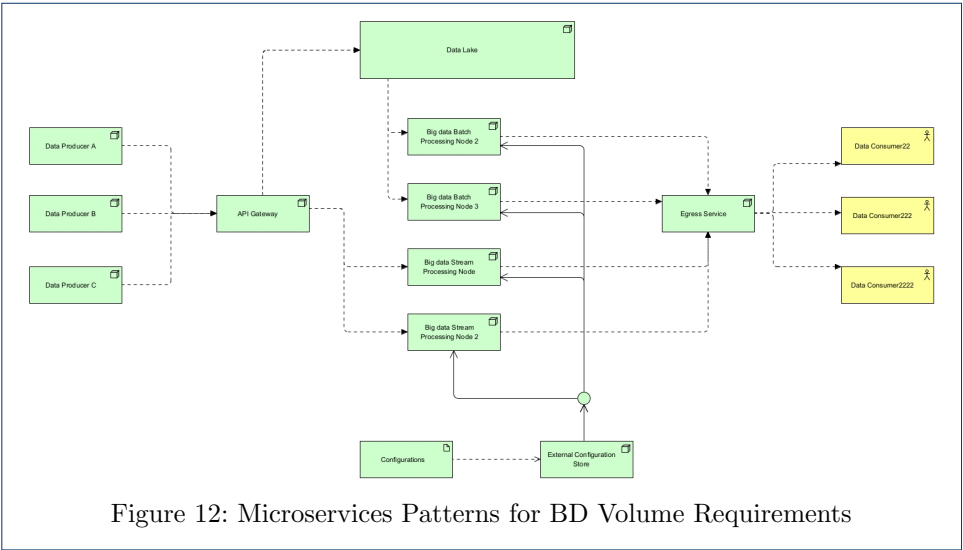 Data Lake
Big data Batch
Processing Node 2
Data Producer A
Data Consumer22
Big data Batch
Processing Node 3
Data Producer B
API Gateway
Egress Service
Data Consumer222
Big data Stream
Processing Node
Data Producer C
Data Consumer2222
Big data Stream
Processing Node 2
Configurations
External Configuration
Store
Figure 12: Microservices Patterns for BD Volume Requirements